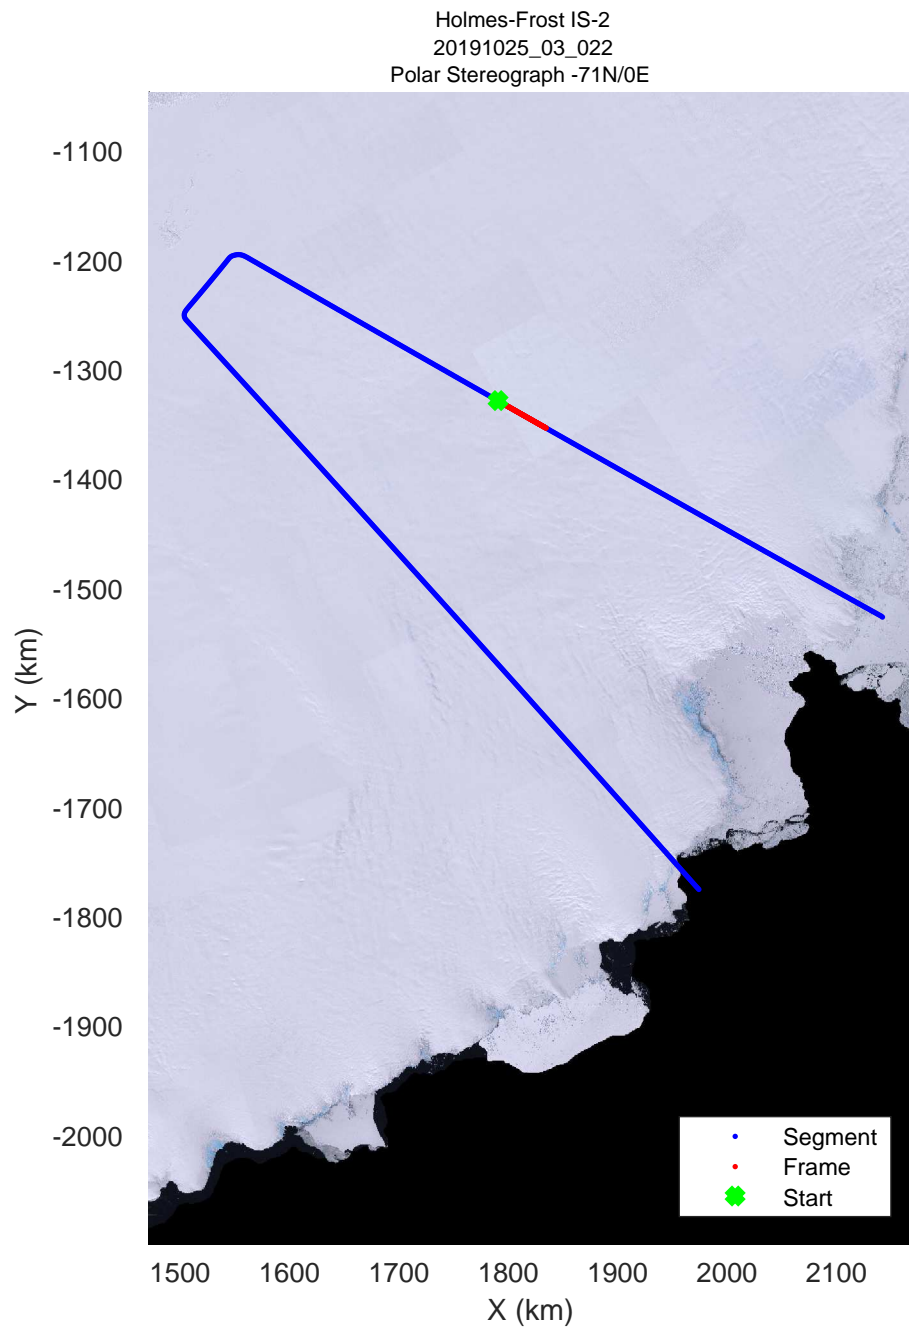 Holmes-Frost IS-2
20191025_03_022
Polar Stereograph -71N/0E
-1100
-1200
-1300
-1400
-1500
-1600
-1700
-1800
-1900
-2000
Y (km)
Segment
Frame
Start
1500 1600 1700 1800 1900 2000 2100
X (km)